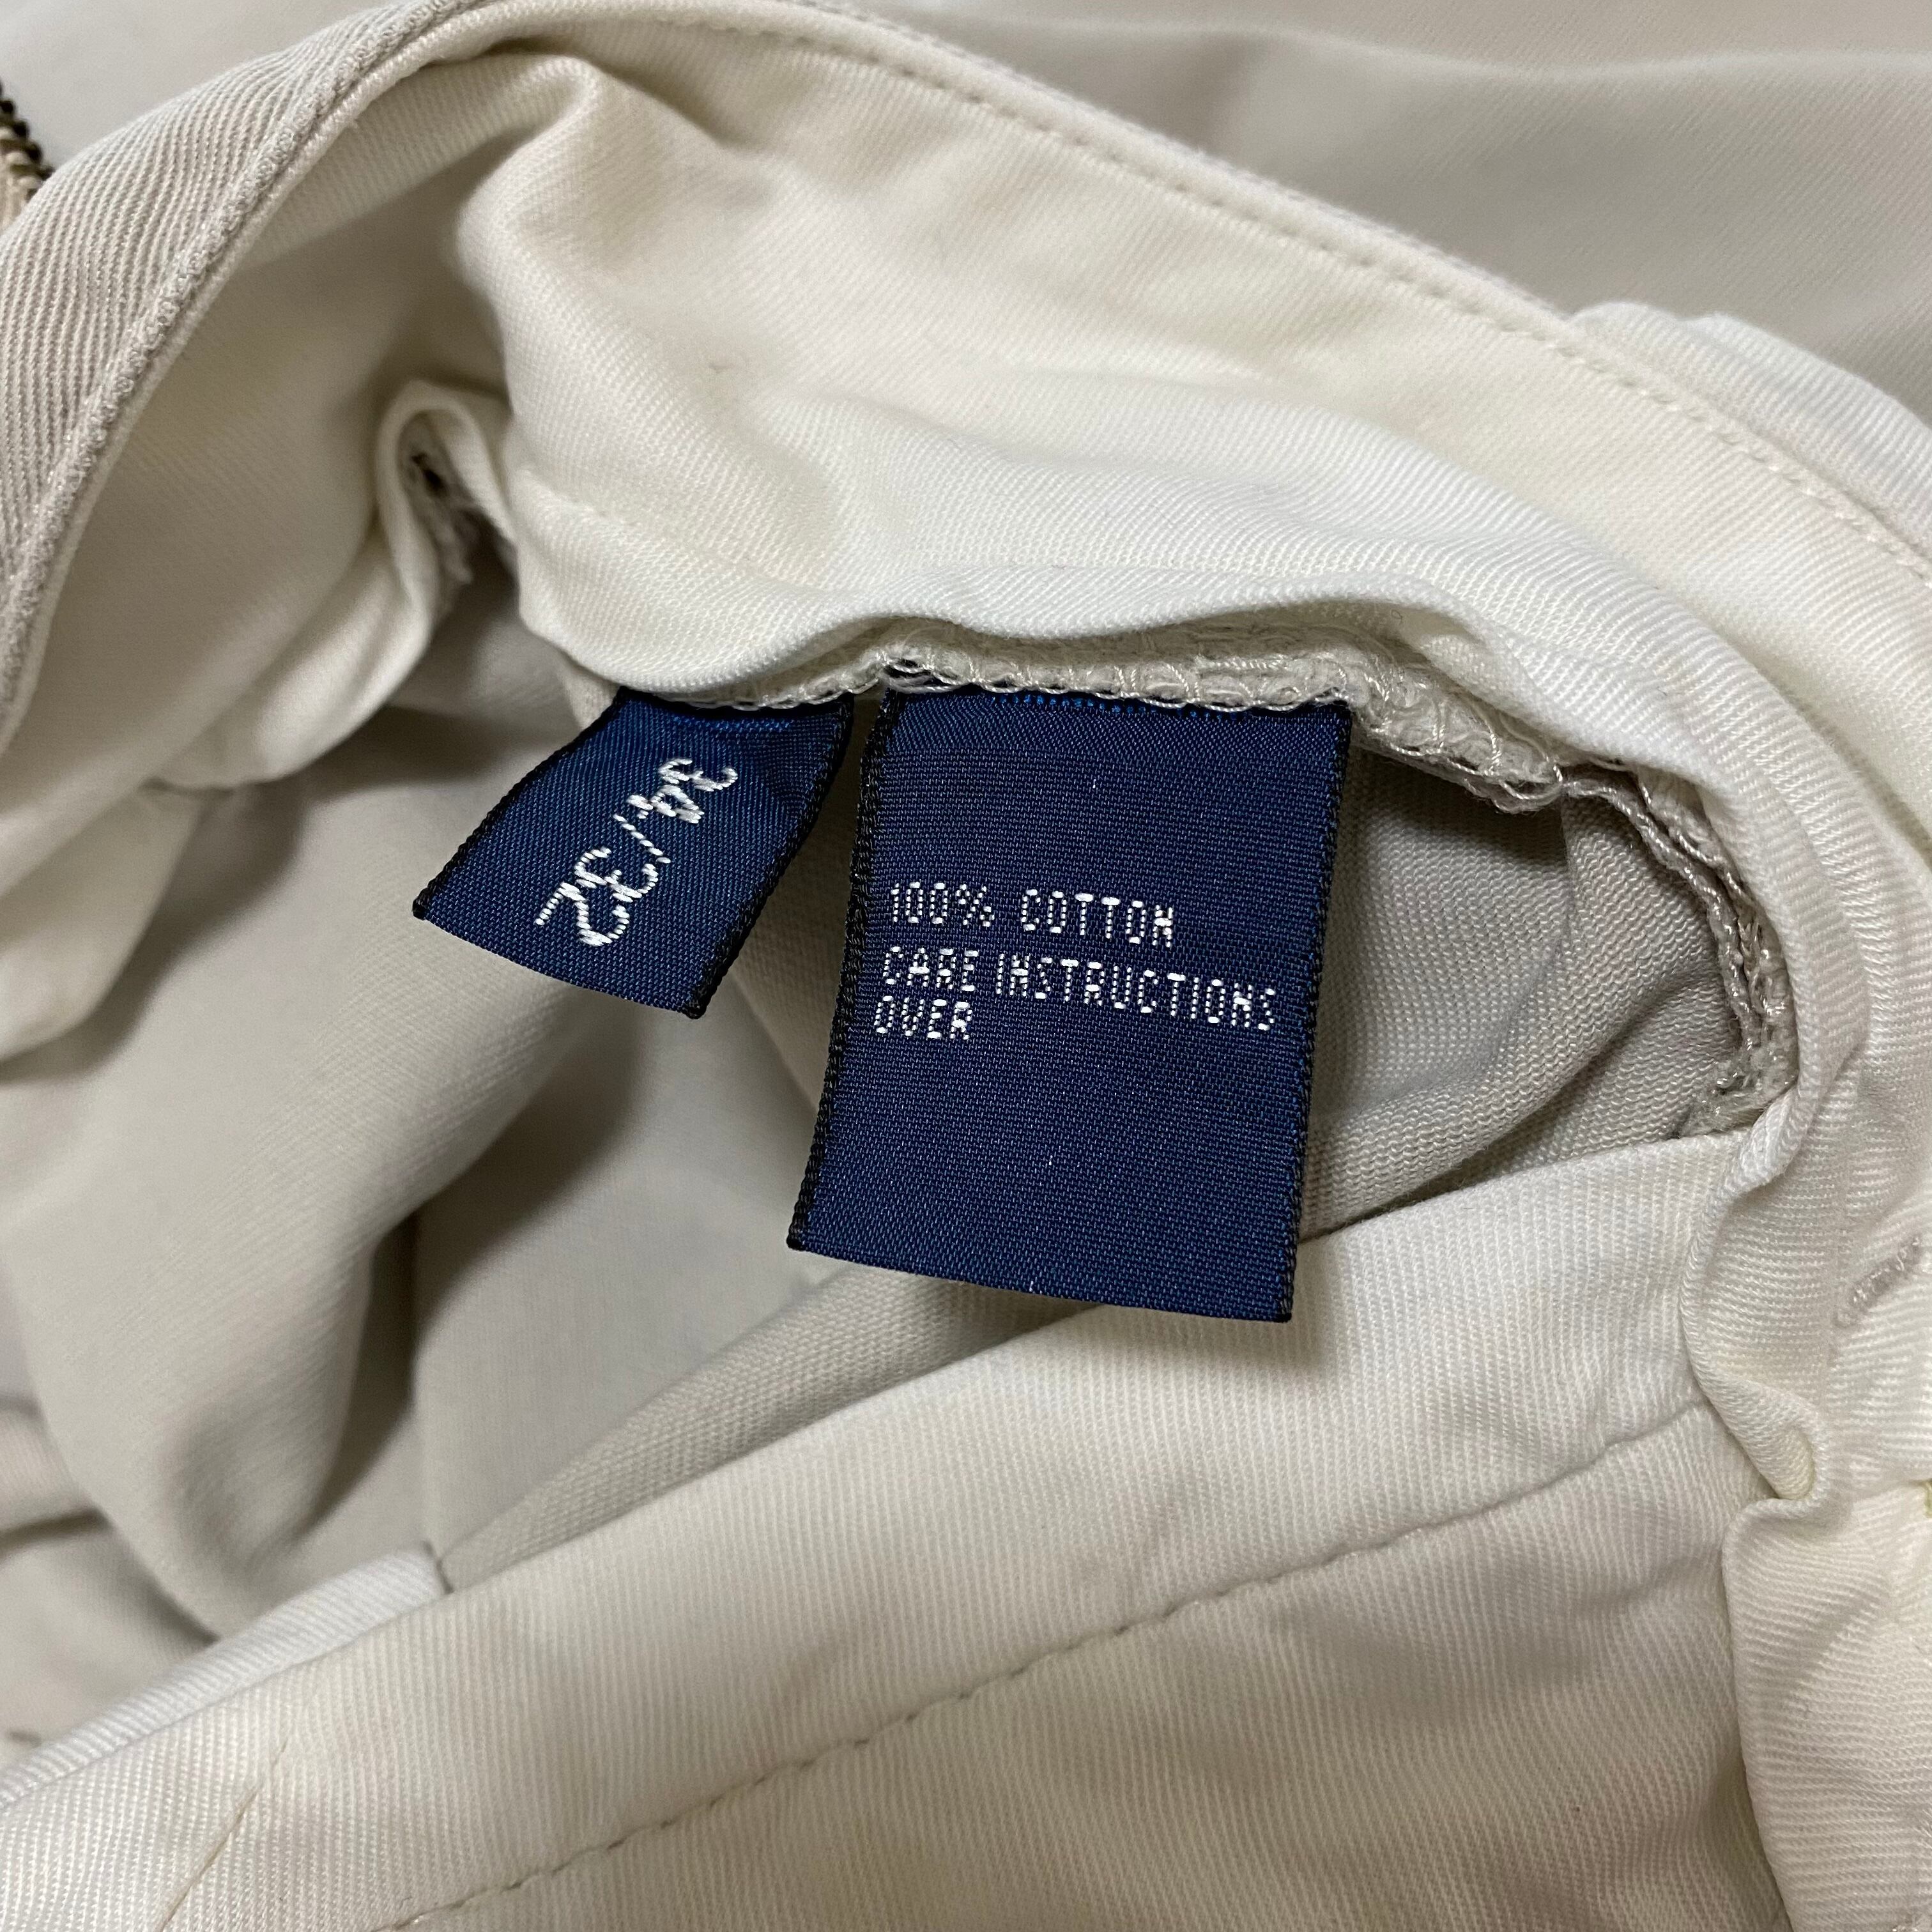 34/32
100% COTTON
CARE INSTRUCTIONS
OVER